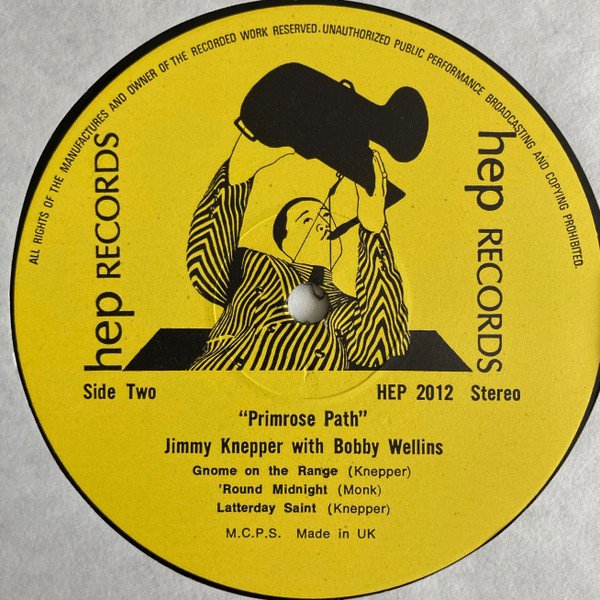 ALL RIGHTS OF THE MANUFACTURES AND OWNER OF THE RECORDED WORK RESERVED. UNAUTHORIZED PUBLIC PERFORMANCE BROADCASTING AND COPYING PROHIBITED.
hep RECORDS
hep RECORDS
Side Two HEP 2012 Stereo
"Primrose Path"
Jimmy Knepper with Bobby Wellins
Gnome on the Range (Knepper)
'Round Midnight (Monk)
Latterday Saint (Knepper)
M.C.P.S. Made in UK